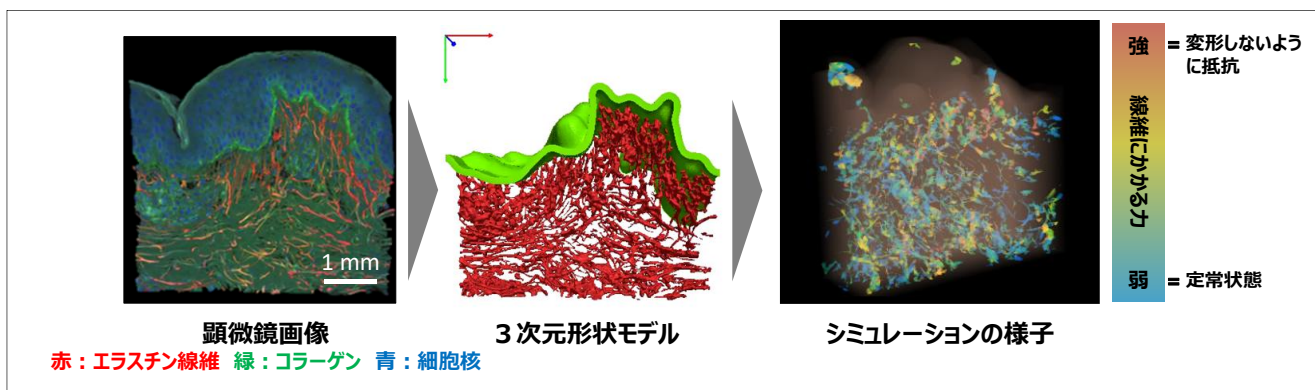 1 mm
強
= 変形しないよう
に抵抗
線維にかかる力
弱
= 定常状態
顕微鏡画像
3次元形状モデル
シミュレーションの様子
赤:エラスチン線維 緑:コラーゲン 青:細胞核